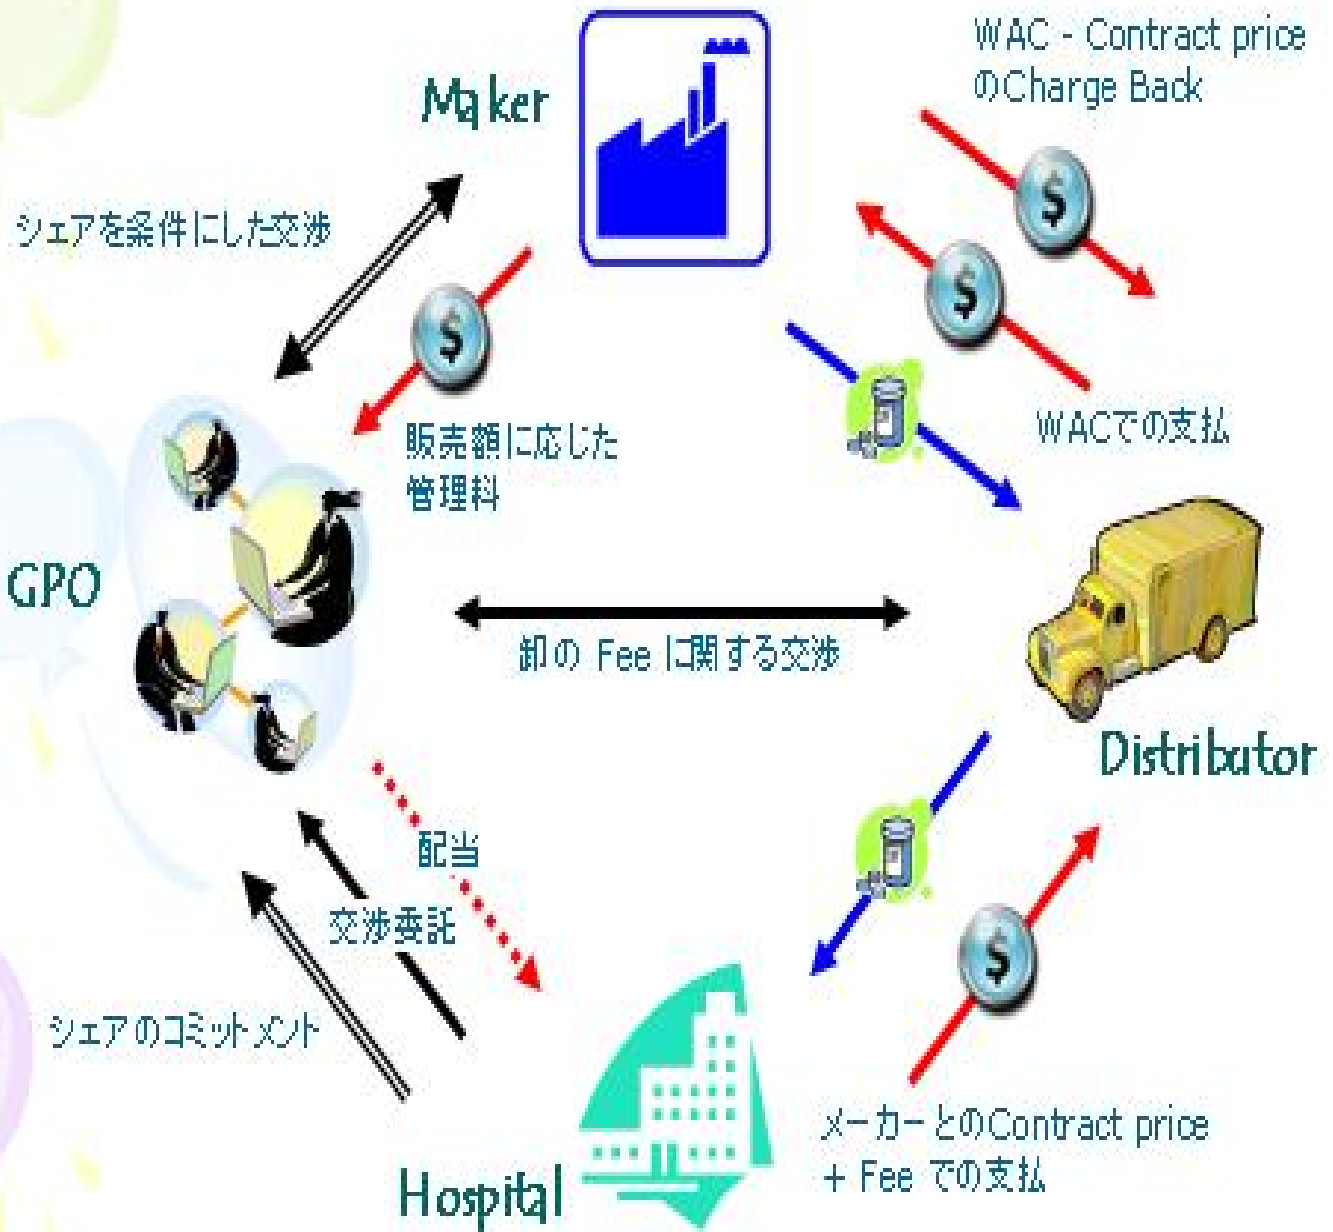 WAC - Contract price
のCharge Back
Maker
シェアを条件にした交渉
$
$
$
WACでの支払
販売額に応じた
管理料
GPO
卸の Fee に関する交渉
Distributor
配当
交渉委託
$
シェアのコミットメント
メーカーとのContract price
+ Fee での支払
Hospital